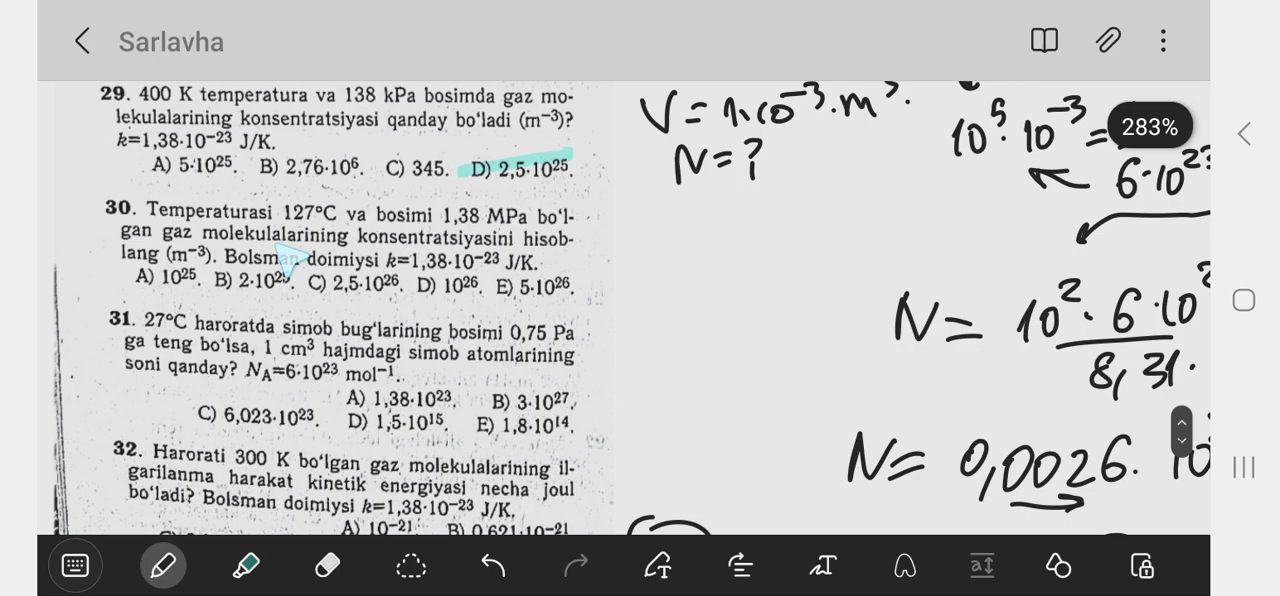 Sarlavha
29. 400 K temperatura va 138 kPa bosimda gaz mo-
lekulalarining konsentratsiyasi qanday bo'ladi (m⁻³)?
k=1,38·10⁻²³ J/K.
A) 5·10²⁵. B) 2,76·10⁶. C) 345. D) 2,5·10²⁵.
30. Temperaturasi 127°C va bosimi 1,38 MPa bo'l-
gan gaz molekulalarining konsentratsiyasini hisob-
lang (m⁻³). Bolsman doimiysi k=1,38·10⁻²³ J/K.
A) 10²⁵. B) 2·10²⁵. C) 2,5·10²⁶. D) 10²⁶. E) 5·10²⁶.
31. 27°C haroratda simob bug'larining bosimi 0,75 Pa
ga teng bo'lsa, 1 cm³ hajmdagi simob atomlarining
soni qanday? N_A=6·10²³ mol⁻¹.
A) 1,38·10²³. B) 3·10²⁷.
C) 6,023·10²³. D) 1,5·10¹⁵. E) 1,8·10¹⁴.
32. Harorati 300 K bo'lgan gaz molekulalarining il-
garilanma harakat kinetik energiyasi necha joul
bo'ladi? Bolsman doimiysi k=1,38·10⁻²³ J/K.
A) 10⁻²¹. B) 0,621·10⁻²¹
V=1·10⁻³·m³.
N=?
10⁵·10⁻³=
283%
6·10²³
N= 10²·6·10
8,31·
N= 0,0026·10